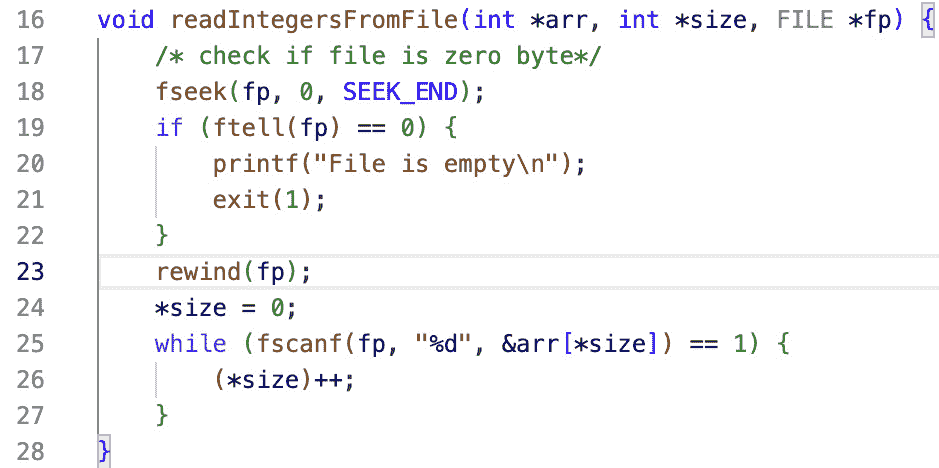 16 void readIntegersFromFile(int *arr, int *size, FILE *fp) {
17     /* check if file is zero byte*/
18     fseek(fp, 0, SEEK_END);
19     if (ftell(fp) == 0) {
20         printf("File is empty\n");
21         exit(1);
22     }
23     rewind(fp);
24     *size = 0;
25     while (fscanf(fp, "%d", &arr[*size]) == 1) {
26         (*size)++;
27     }
28 }